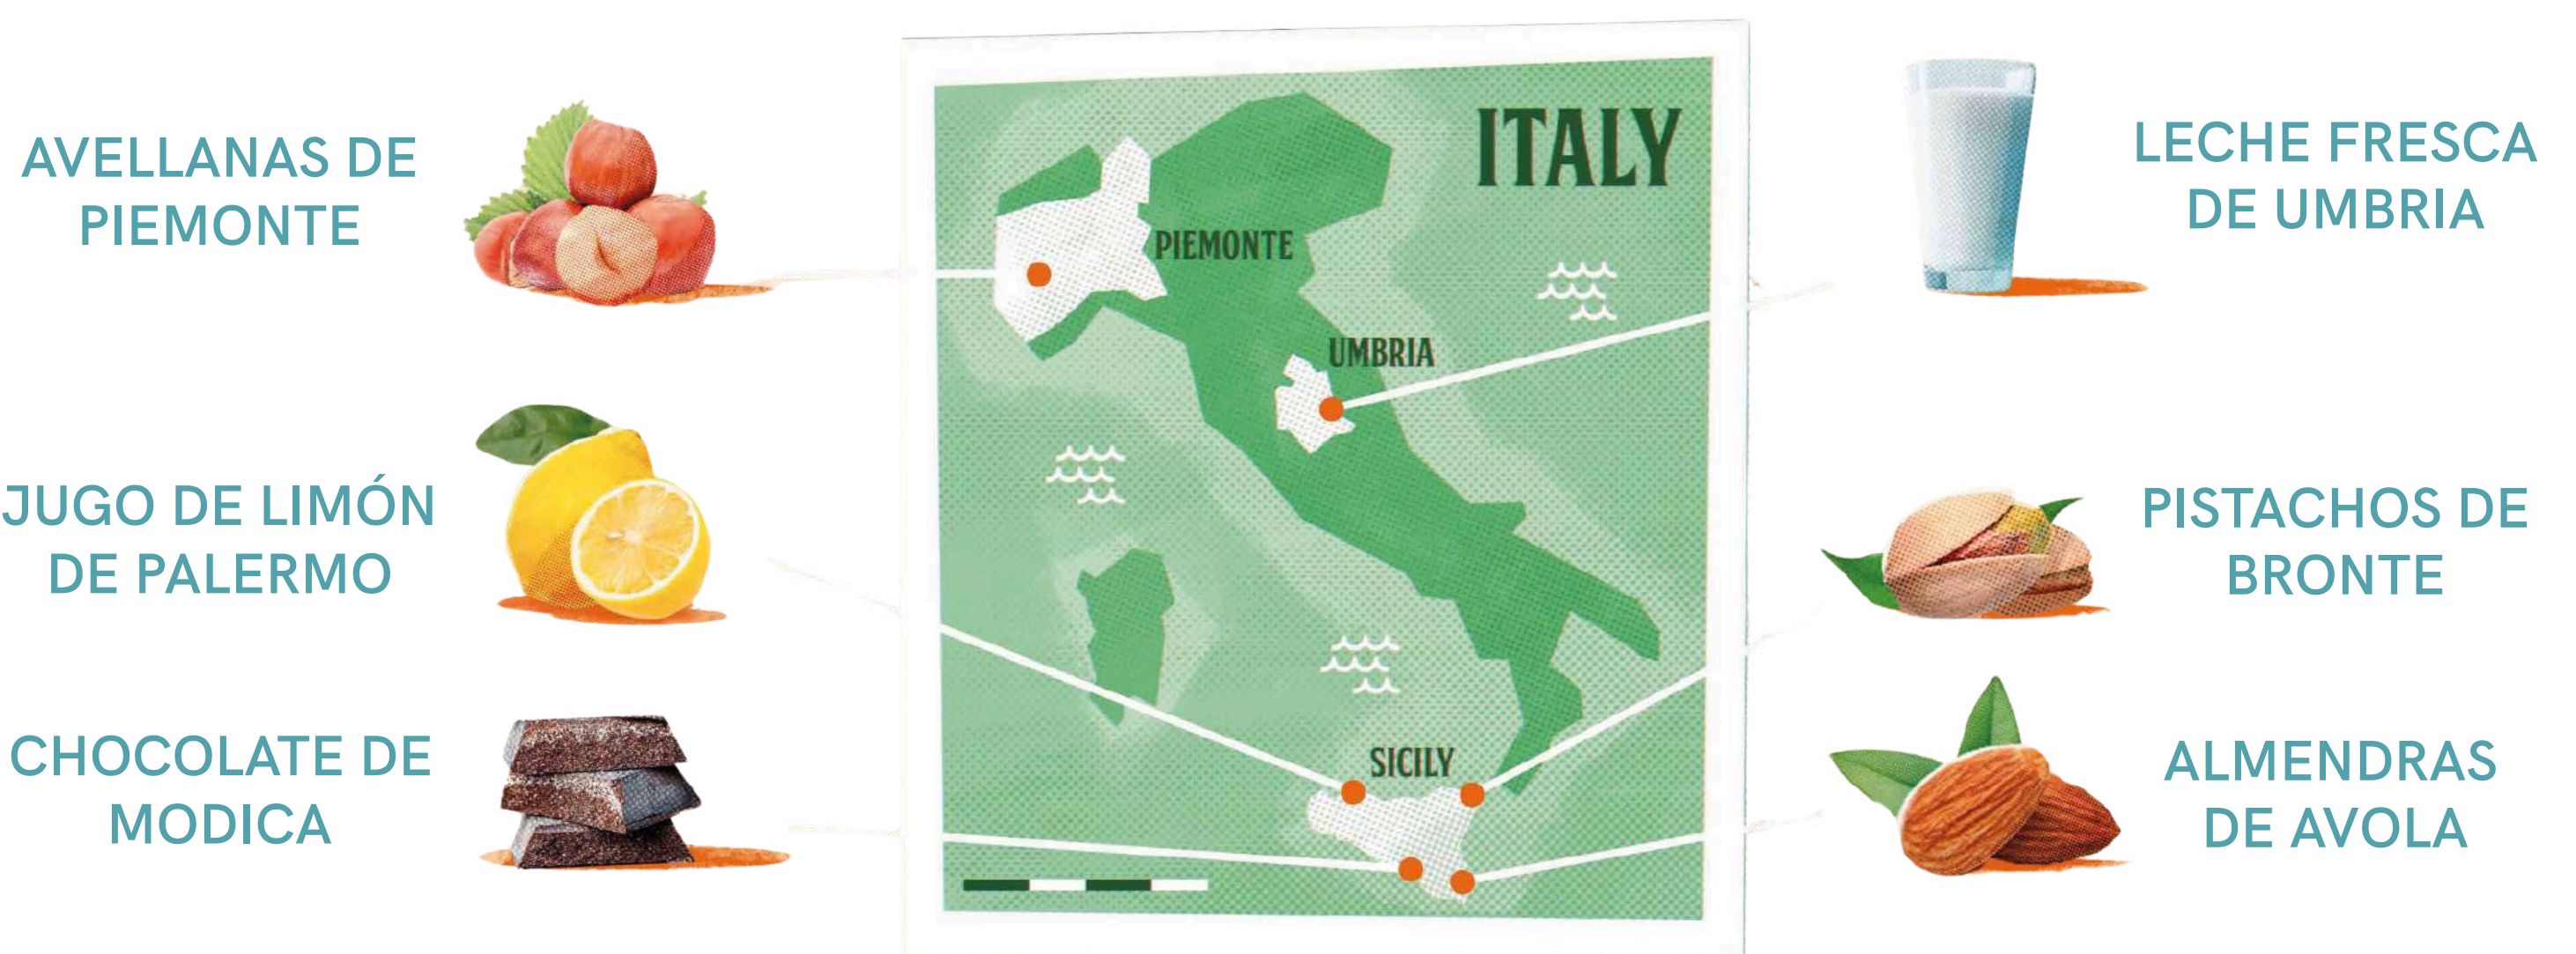 AVELLANAS DE
PIEMONTE
JUGO DE LIMÓN
DE PALERMO
CHOCOLATE DE
MODICA
ITALY
PIEMONTE
UMBRIA
SICILY
LECHE FRESCA
DE UMBRIA
PISTACHOS DE
BRONTE
ALMENDRAS
DE AVOLA